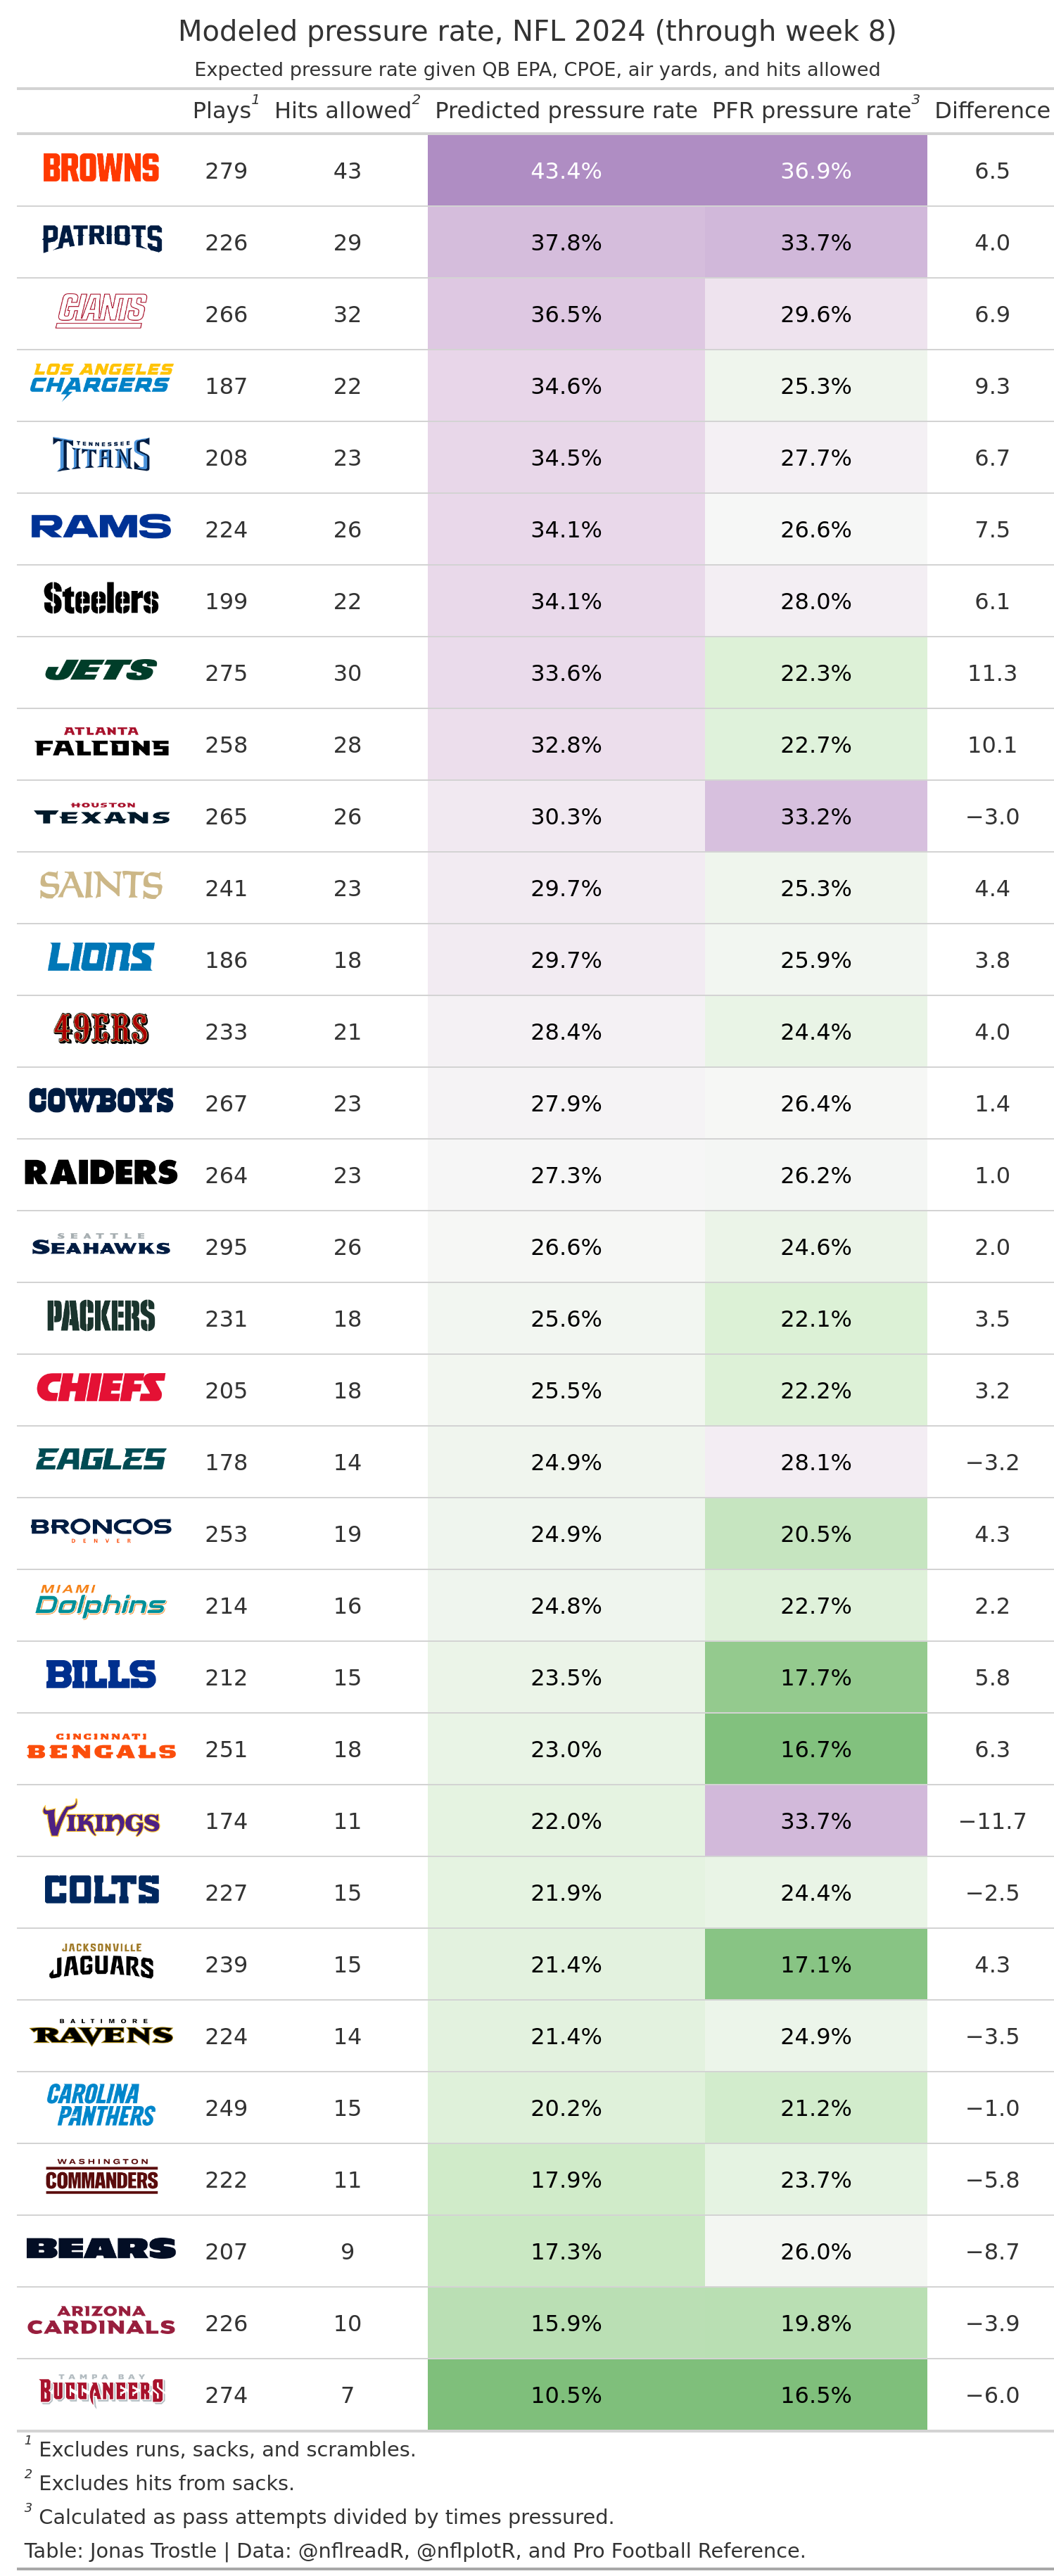 Modeled pressure rate, NFL 2024 (through week 8)
Expected pressure rate given QB EPA, CPOE, air yards, and hits allowed
Plays1 Hits allowed2 Predicted pressure rate PFR pressure rate3 Difference
BROWNS 279 43 43.4% 36.9% 6.5
PATRIOTS 226 29 37.8% 33.7% 4.0
GIANTS 266 32 36.5% 29.6% 6.9
LOS ANGELES
CHARGERS 187 22 34.6% 25.3% 9.3
TENNESSEE
TITANS 208 23 34.5% 27.7% 6.7
RAMS 224 26 34.1% 26.6% 7.5
Steelers 199 22 34.1% 28.0% 6.1
JETS 275 30 33.6% 22.3% 11.3
ATLANTA
FALCONS 258 28 32.8% 22.7% 10.1
HOUSTON
TEXANS 265 26 30.3% 33.2% −3.0
SAINTS 241 23 29.7% 25.3% 4.4
LIONS 186 18 29.7% 25.9% 3.8
49ERS 233 21 28.4% 24.4% 4.0
COWBOYS 267 23 27.9% 26.4% 1.4
RAIDERS 264 23 27.3% 26.2% 1.0
SEATTLE
SEAHAWKS 295 26 26.6% 24.6% 2.0
PACKERS 231 18 25.6% 22.1% 3.5
CHIEFS 205 18 25.5% 22.2% 3.2
EAGLES 178 14 24.9% 28.1% −3.2
BRONCOS 253 19 24.9% 20.5% 4.3
DENVER
MIAMI
Dolphins 214 16 24.8% 22.7% 2.2
BILLS 212 15 23.5% 17.7% 5.8
CINCINNATI
BENGALS 251 18 23.0% 16.7% 6.3
VIKINGS 174 11 22.0% 33.7% −11.7
COLTS 227 15 21.9% 24.4% −2.5
JACKSONVILLE
JAGUARS 239 15 21.4% 17.1% 4.3
BALTIMORE
RAVENS 224 14 21.4% 24.9% −3.5
CAROLINA
PANTHERS 249 15 20.2% 21.2% −1.0
WASHINGTON
COMMANDERS 222 11 17.9% 23.7% −5.8
BEARS 207 9 17.3% 26.0% −8.7
ARIZONA
CARDINALS 226 10 15.9% 19.8% −3.9
TAMPA BAY
BUCCANEERS 274 7 10.5% 16.5% −6.0
1 Excludes runs, sacks, and scrambles.
2 Excludes hits from sacks.
3 Calculated as pass attempts divided by times pressured.
Table: Jonas Trostle | Data: @nflreadR, @nflplotR, and Pro Football Reference.